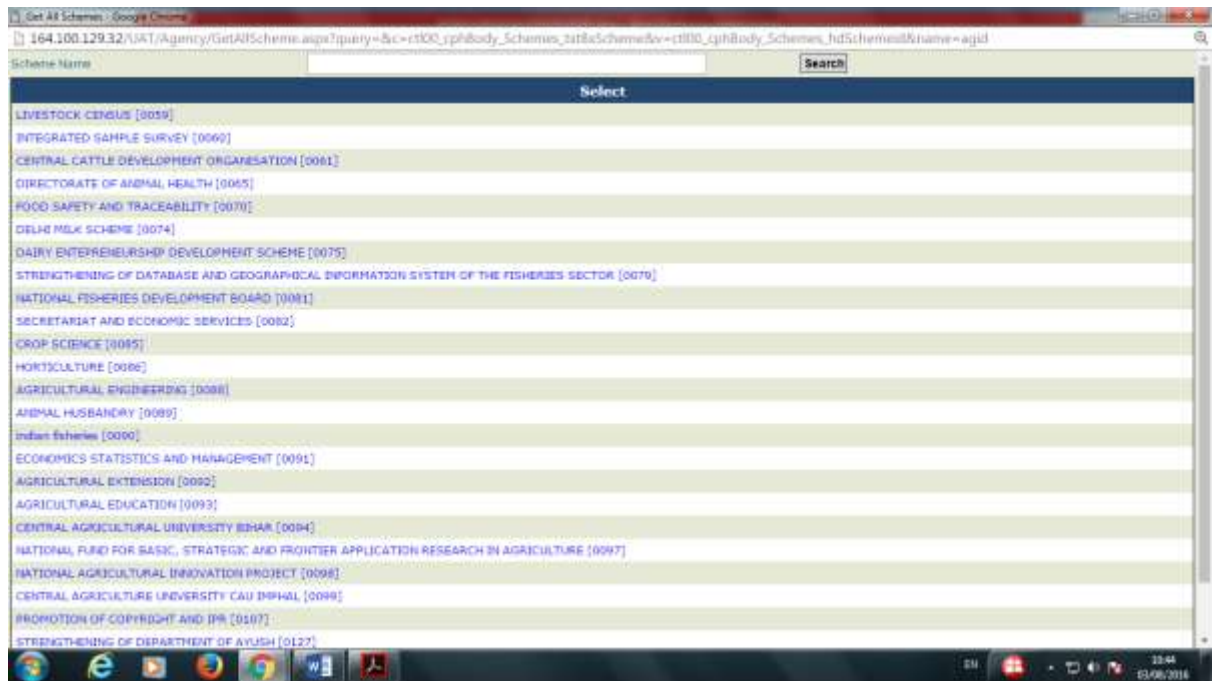 Get All Schemes - Google Chrome
164.100.129.32/UAT/Agency/GetAllScheme.aspx?query=&c=ctl00_cphBody_Schemes_txtBxScheme&v=ctl00_cphBody_Schemes_hdSchemeid&name=agid
Scheme Name Search
Select
LIVESTOCK CENSUS [0059]
INTEGRATED SAMPLE SURVEY [0060]
CENTRAL CATTLE DEVELOPMENT ORGANISATION [0061]
DIRECTORATE OF ANIMAL HEALTH [0065]
FOOD SAFETY AND TRACEABILITY [0070]
DELHI MILK SCHEME [0074]
DAIRY ENTEPRENEURSHIP DEVELOPMENT SCHEME [0075]
STRENGTHENING OF DATABASE AND GEOGRAPHICAL INFORMATION SYSTEM OF THE FISHERIES SECTOR [0079]
NATIONAL FISHERIES DEVELOPMENT BOARD [0081]
SECRETARIAT AND ECONOMIC SERVICES [0082]
CROP SCIENCE [0085]
HORTICULTURE [0086]
AGRICULTURAL ENGINEERING [0088]
ANIMAL HUSBANDRY [0089]
indian fisheries [0090]
ECONOMICS STATISTICS AND MANAGEMENT [0091]
AGRICULTURAL EXTENSION [0092]
AGRICULTURAL EDUCATION [0093]
CENTRAL AGRICULTURAL UNIVERSITY BIHAR [0094]
NATIONAL FUND FOR BASIC, STRATEGIC AND FRONTIER APPLICATION RESEARCH IN AGRICULTURE [0097]
NATIONAL AGRICULTURAL INNOVATION PROJECT [0098]
CENTRAL AGRICULTURE UNIVERSITY CAU IMPHAL [0099]
PROMOTION OF COPYRIGHT AND IPR [0107]
STRENGTHENING OF DEPARTMENT OF AYUSH [0127]
EN
03/08/2016